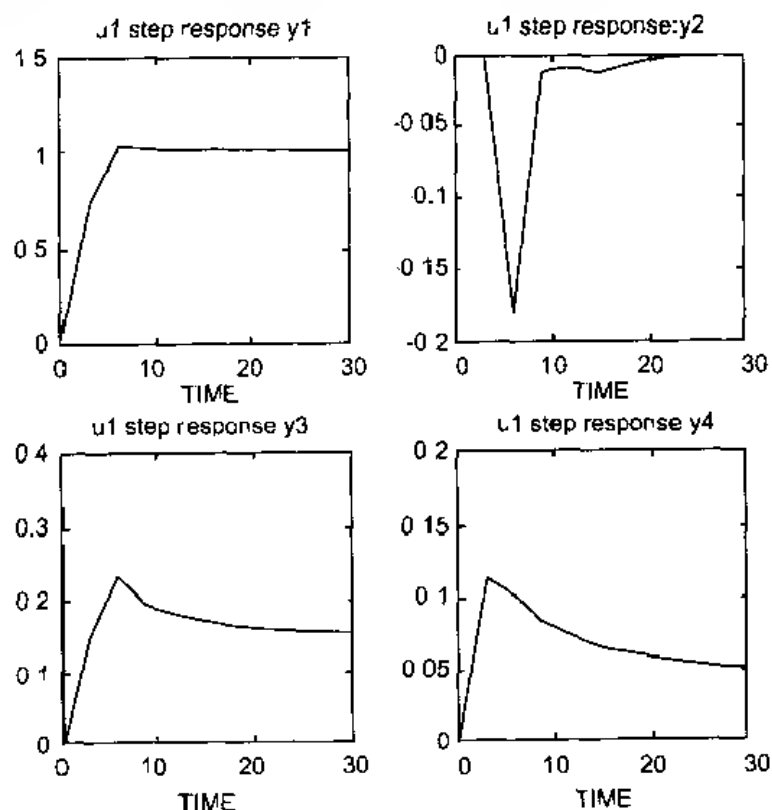 u1 step response y1
1 5
1
0 5
0
0 10 20 30
TIME
u1 step response:y2
0
-0 05
-0.1
-0 15
-0 2
0 10 20 30
TIME
u1 step response y3
0 4
0.3
0 2
0 1
0
0 10 20 30
TIME
u1 step response y4
0 2
0 15
0 1
0 05
0
0 10 20 30
TIME